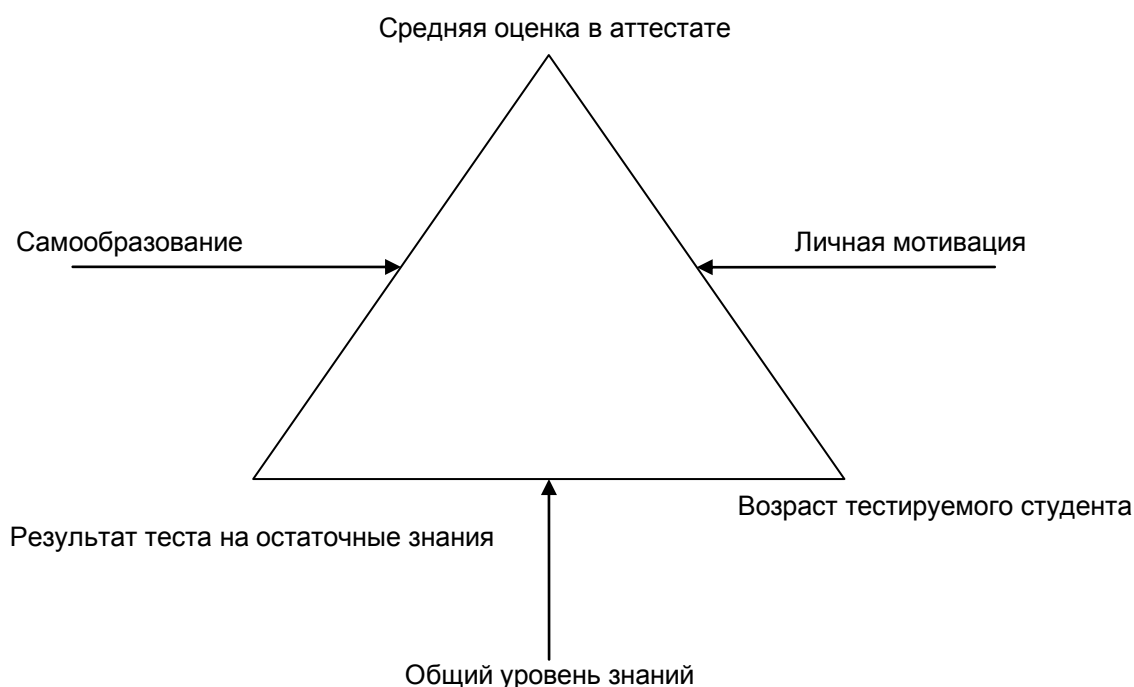 Средняя оценка в аттестате
Самообразование
Личная мотивация
Возраст тестируемого студента
Результат теста на остаточные знания
Общий уровень знаний